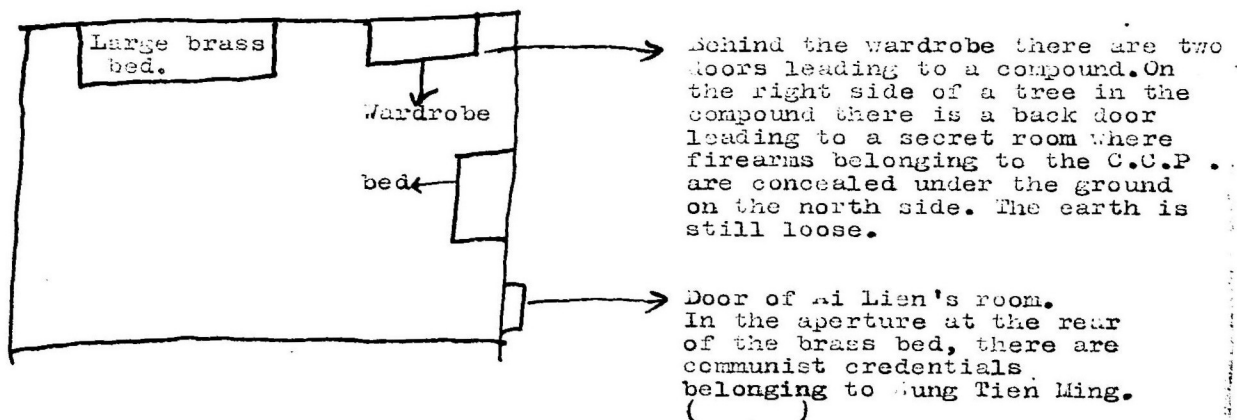 Large brass
bed.
Wardrobe
bed
Behind the wardrobe there are two
doors leading to a compound.On
the right side of a tree in the
compound there is a back door
leading to a secret room where
firearms belonging to the C.C.P .
are concealed under the ground
on the north side. The earth is
still loose.
Door of Ai Lien's room.
In the aperture at the rear
of the brass bed, there are
communist credentials
belonging to Tien Ming.
( )